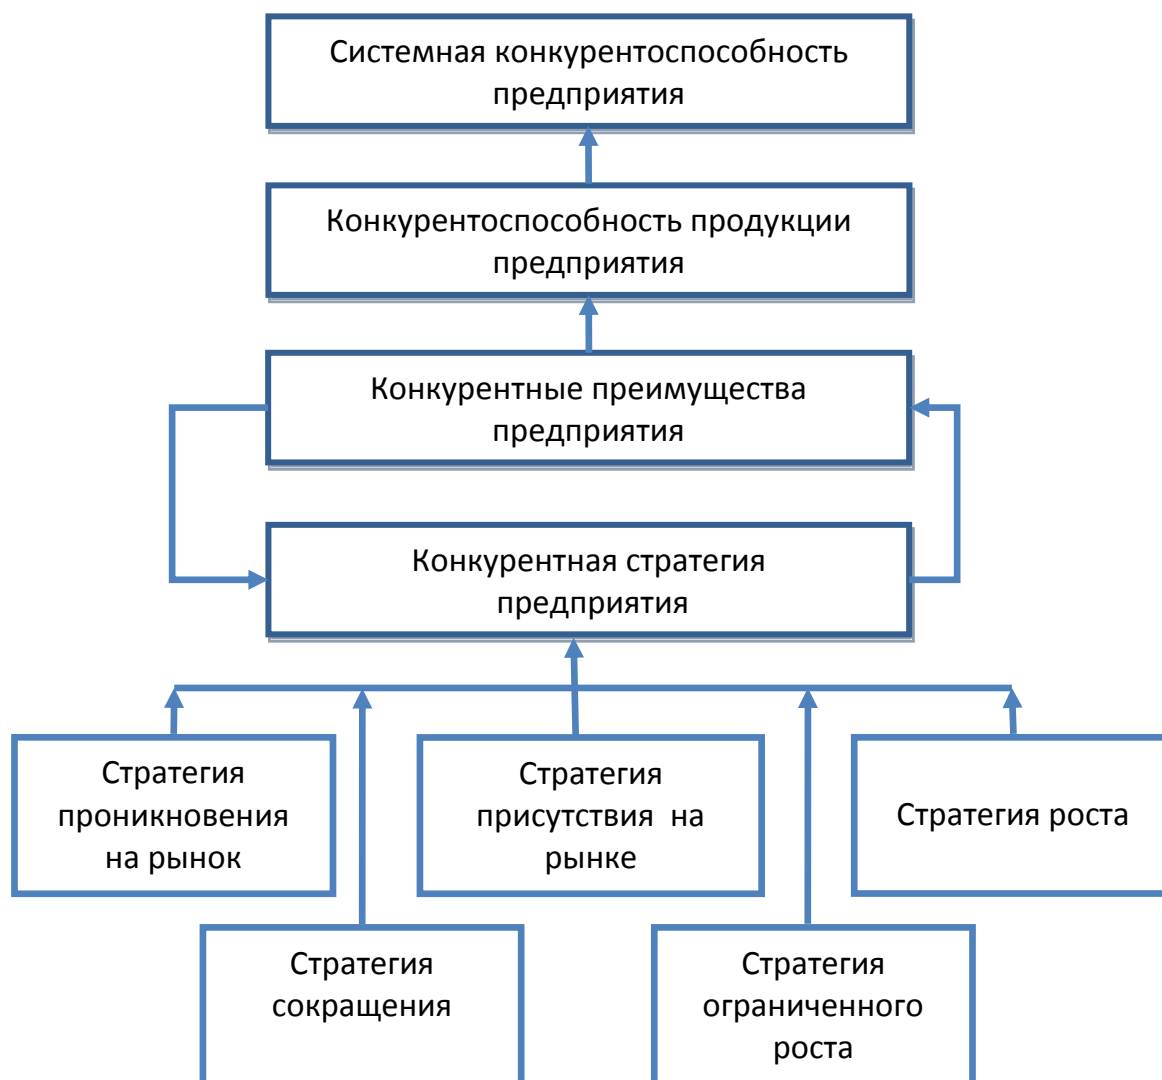 Системная конкурентоспособность
предприятия
Конкурентоспособность продукции
предприятия
Конкурентные преимущества
предприятия
Конкурентная стратегия
предприятия
Стратегия
проникновения
на рынок
Стратегия
присутствия на
рынке
Стратегия роста
Стратегия
сокращения
Стратегия
ограниченного
роста